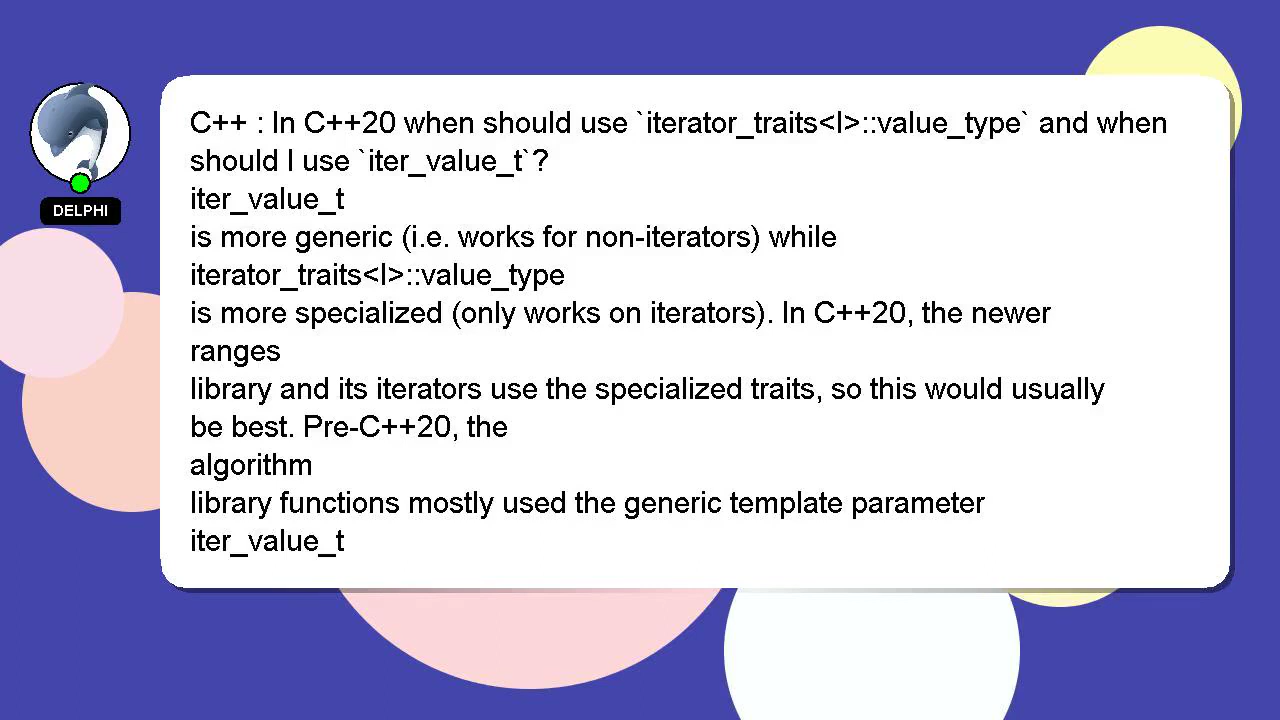 C++ : In C++20 when should use `iterator_traits<I>::value_type` and when
should I use `iter_value_t`?
iter_value_t
is more generic (i.e. works for non-iterators) while
iterator_traits<I>::value_type
is more specialized (only works on iterators). In C++20, the newer
ranges
library and its iterators use the specialized traits, so this would usually
be best. Pre-C++20, the
algorithm
library functions mostly used the generic template parameter
iter_value_t
DELPHI